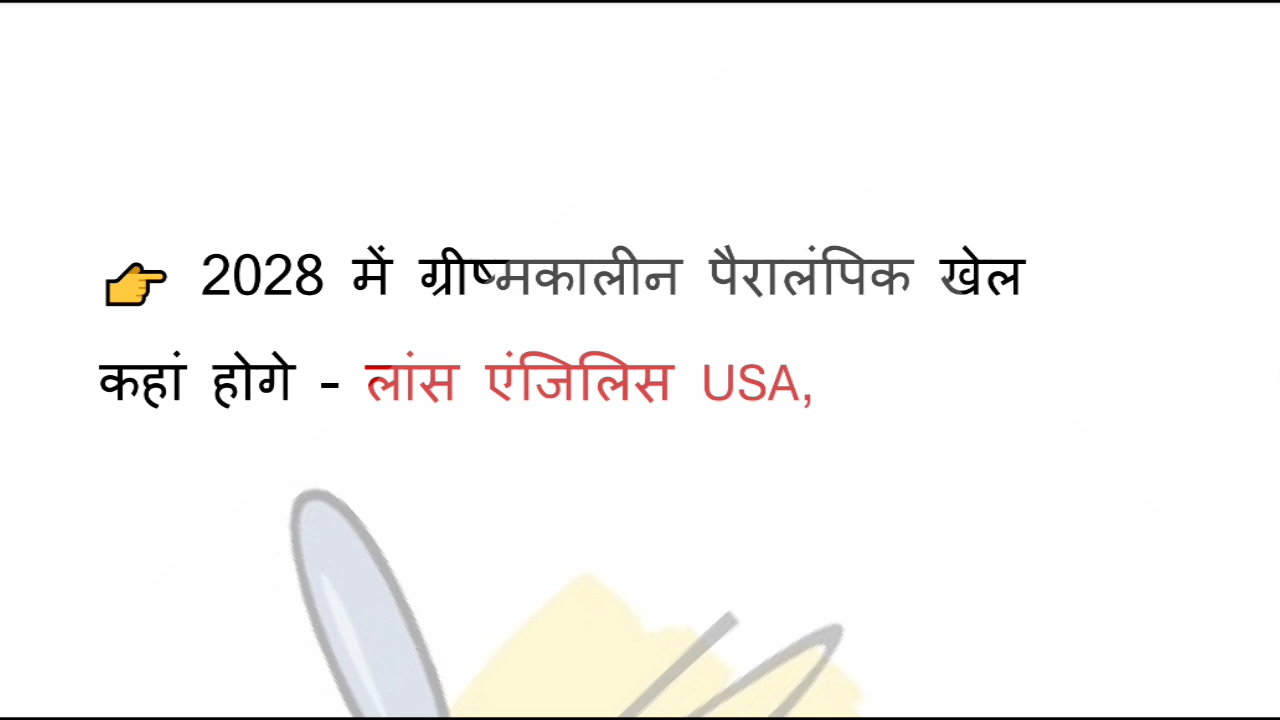 👉 2028 में ग्रीष्मकालीन पैरालंपिक खेल
कहां होगे - लांस एंजिलिस USA,